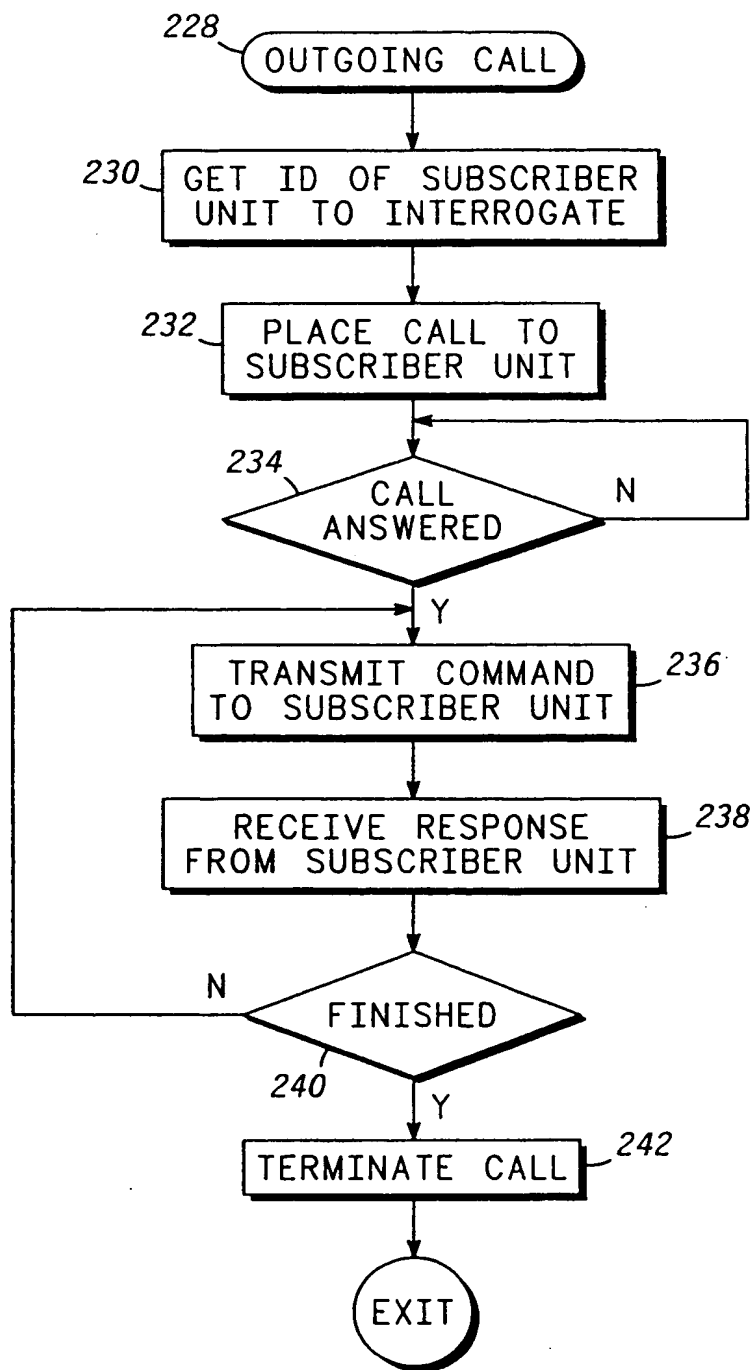 228
OUTGOING CALL
230
GET ID OF SUBSCRIBER
UNIT TO INTERROGATE
232
PLACE CALL TO
SUBSCRIBER UNIT
234
CALL
ANSWERED
N
Y
TRANSMIT COMMAND
TO SUBSCRIBER UNIT
236
RECEIVE RESPONSE
FROM SUBSCRIBER UNIT
238
N
FINISHED
240
Y
TERMINATE CALL
242
EXIT